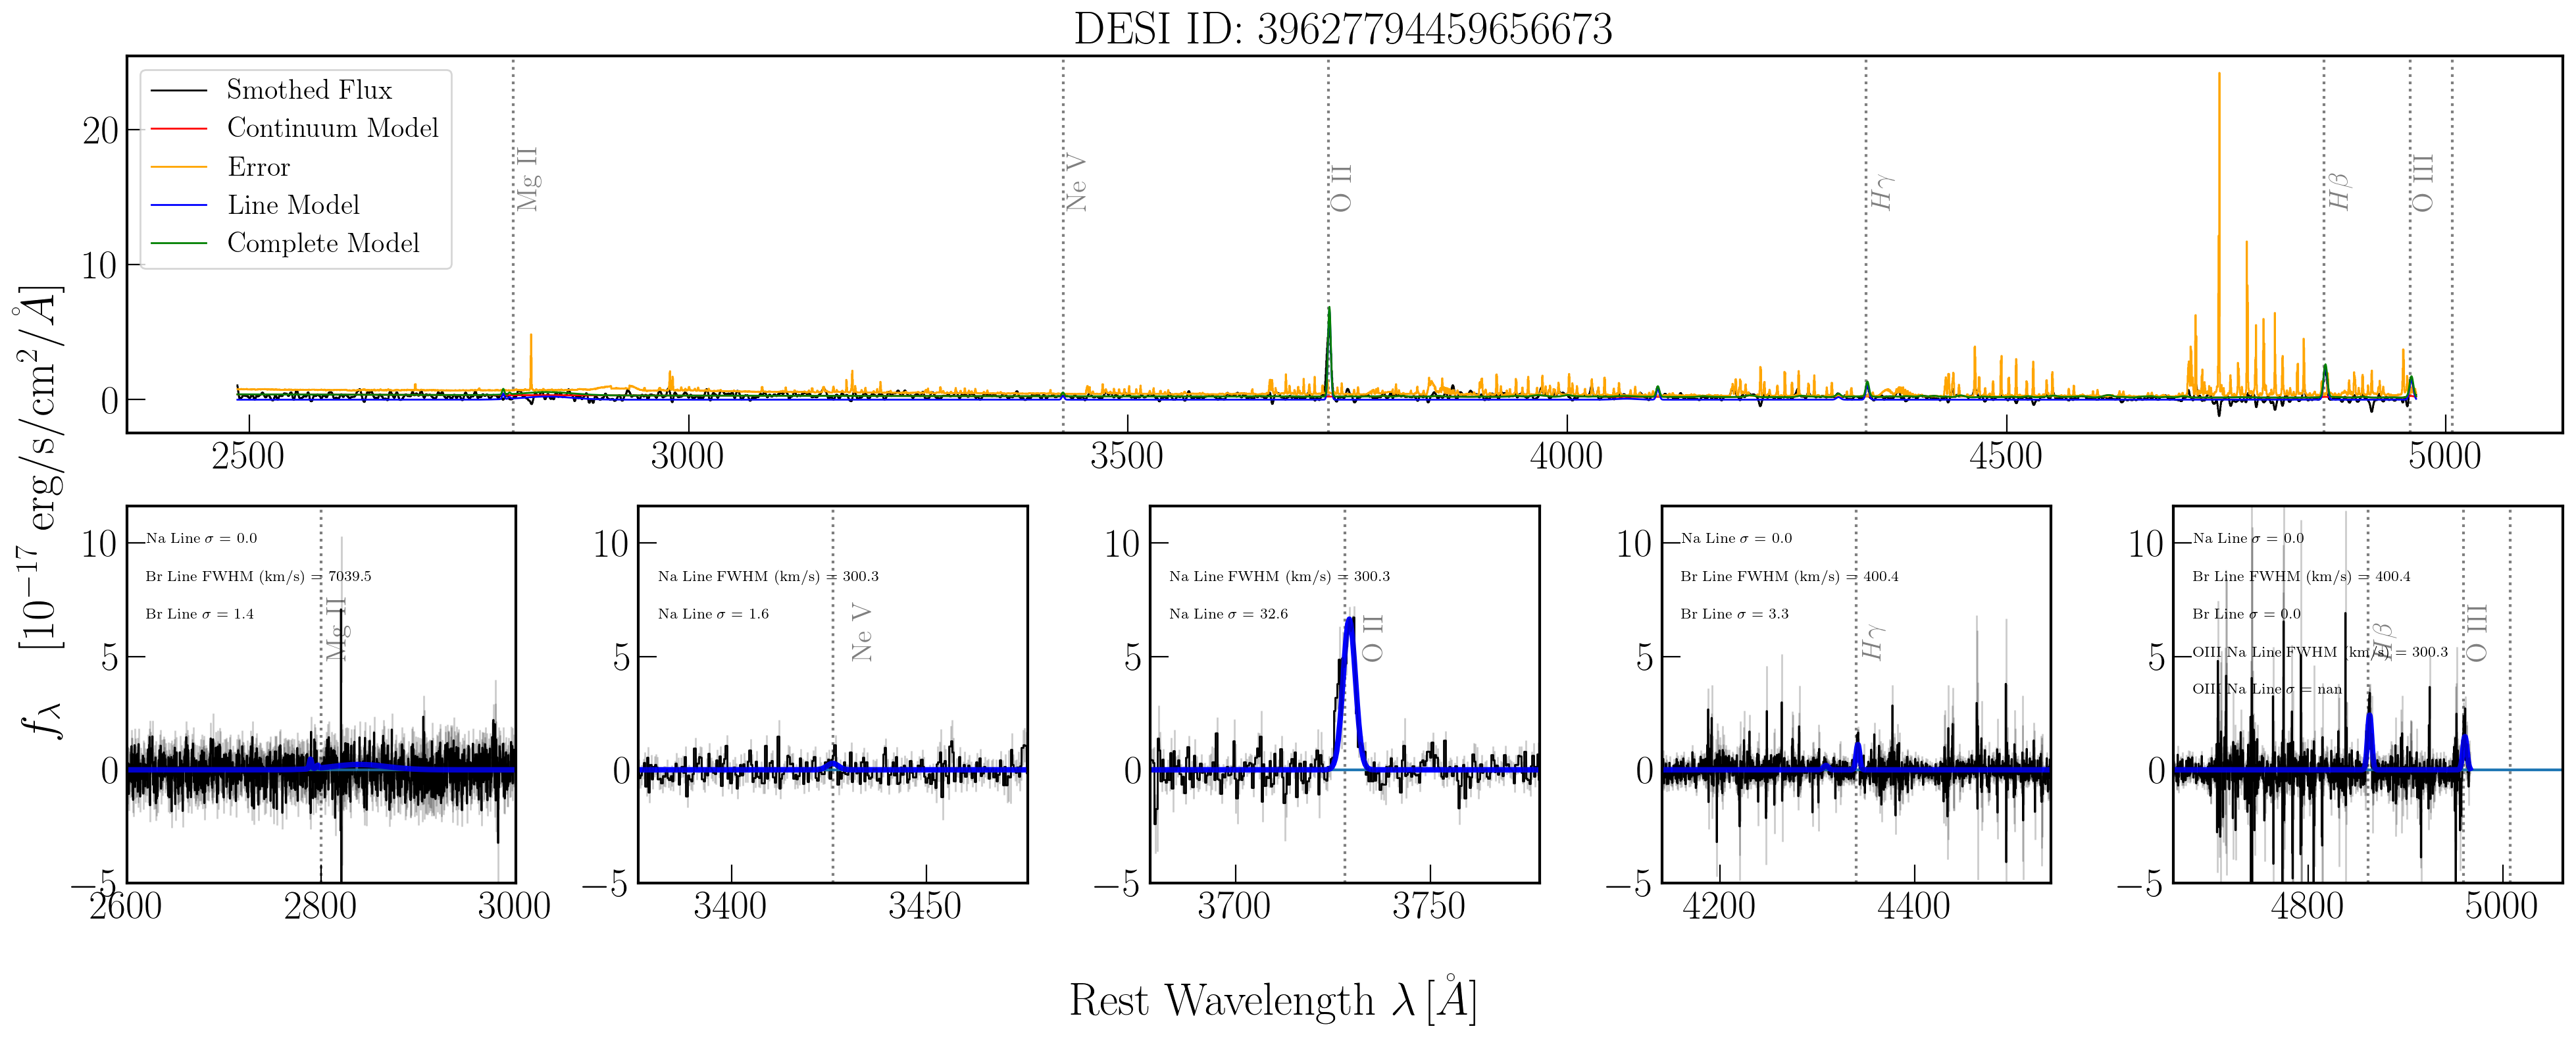 DESI ID: 39627794459656673
Smothed Flux
Continuum Model
Error
Line Model
Complete Model
Mg II
Ne V
O II
Hγ
Hβ
O III
20
10
0
2500
3000
3500
4000
4500
5000
fλ [10⁻¹⁷ erg/s/cm²/Å]
Na Line σ = 0.0
Br Line FWHM (km/s) = 7039.5
Br Line σ = 1.4
Mg II
10
5
0
−5
2600
2800
3000
Na Line FWHM (km/s) = 300.3
Na Line σ = 1.6
Ne V
10
5
0
−5
3400
3450
Na Line FWHM (km/s) = 300.3
Na Line σ = 32.6
O II
10
5
0
−5
3700
3750
Na Line σ = 0.0
Br Line FWHM (km/s) = 400.4
Br Line σ = 3.3
Hγ
10
5
0
−5
4200
4400
Na Line σ = 0.0
Br Line FWHM (km/s) = 400.4
Br Line σ = 0.0
OIII Na Line FWHM (km/s) = 300.3
OIII Na Line σ = nan
Hβ
O III
10
5
0
−5
4800
5000
Rest Wavelength λ [Å]